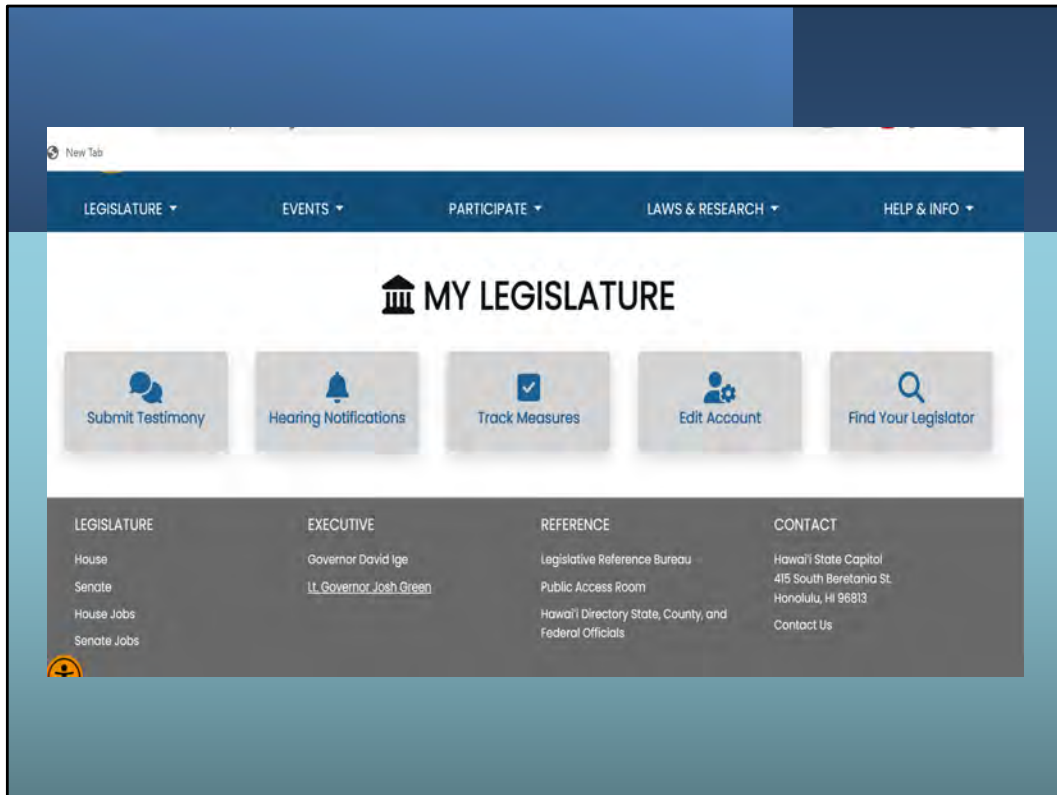 New Tab
LEGISLATURE EVENTS PARTICIPATE LAWS & RESEARCH HELP & INFO
MY LEGISLATURE
Submit Testimony
Hearing Notifications
Track Measures
Edit Account
Find Your Legislator
LEGISLATURE
House
Senate
House Jobs
Senate Jobs
EXECUTIVE
Governor David Ige
Lt. Governor Josh Green
REFERENCE
Legislative Reference Bureau
Public Access Room
Hawai'i Directory State, County, and
Federal Officials
CONTACT
Hawai'i State Capitol
415 South Beretania St.
Honolulu, HI 96813
Contact Us